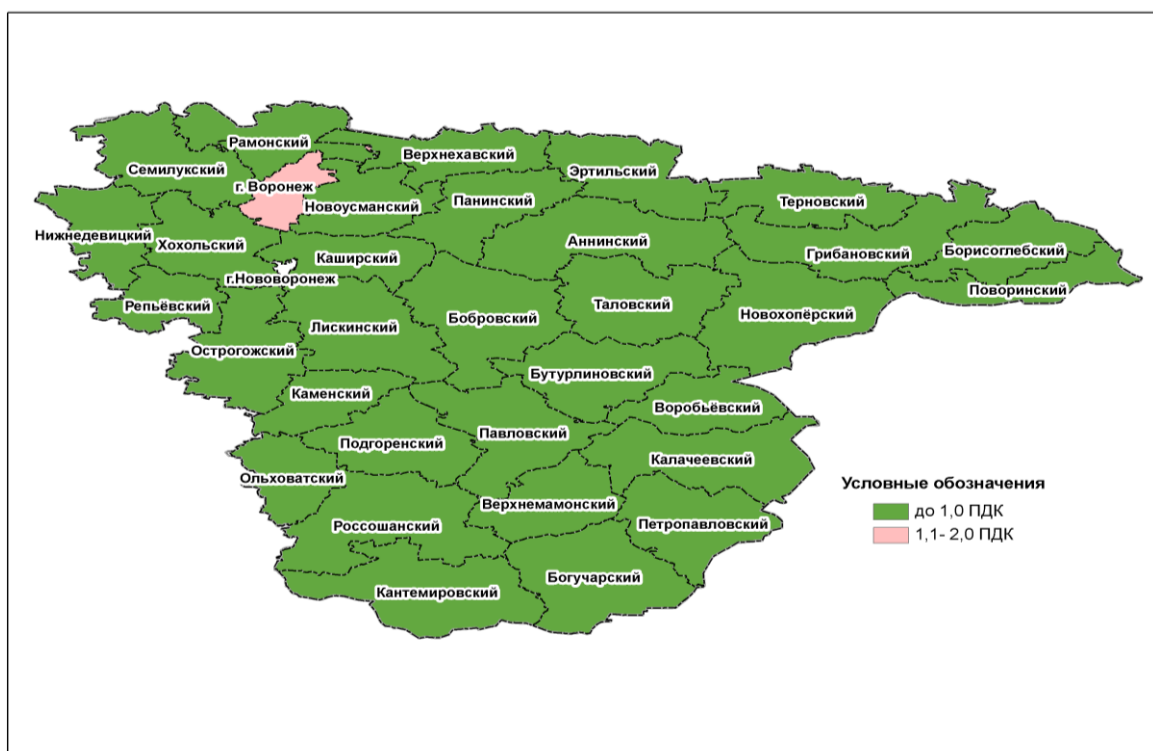 Рамонский
Верхнехавский
Семилукский
Эртильский
г. Воронеж
Панинский
Терновский
Новоусманский
Нижнедевицкий
Хохольский
Аннинский
Грибановский
Борисоглебский
Каширский
г.Нововоронеж
Поворинский
Репьёвский
Таловский
Новохопёрский
Лискинский
Бобровский
Острогожский
Бутурлиновский
Каменский
Воробьёвский
Павловский
Подгоренский
Калачеевский
Ольховатский
Условные обозначения
Верхнемамонский
до 1,0 ПДК
Россошанский
Петропавловский
1,1- 2,0 ПДК
Богучарский
Кантемировский